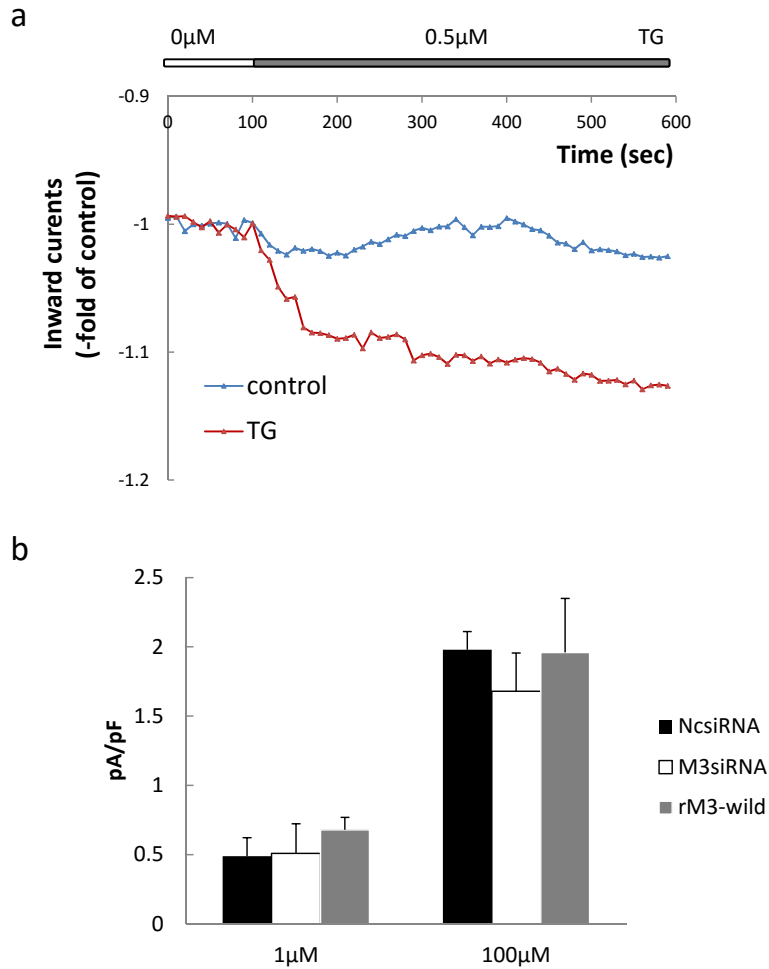 a
0μM 0.5μM TG
-0.9
0 100 200 300 400 500 600
Time (sec)
-1
-1.1
-1.2
Inward curents
(-fold of control)
control
TG
b
2.5
2
1.5
1
0.5
0
pA/pF
1μM 100μM
NcsiRNA
M3siRNA
rM3-wild